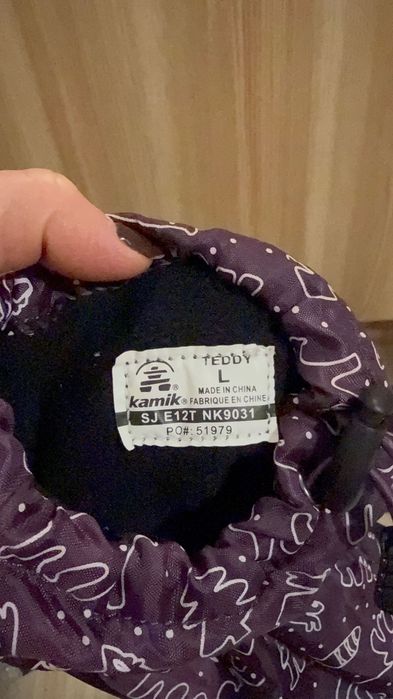 TEDDY
L
MADE IN CHINA
kamik® FABRIQUE EN CHINE
SJ E12T NK9031
PO#: 51979